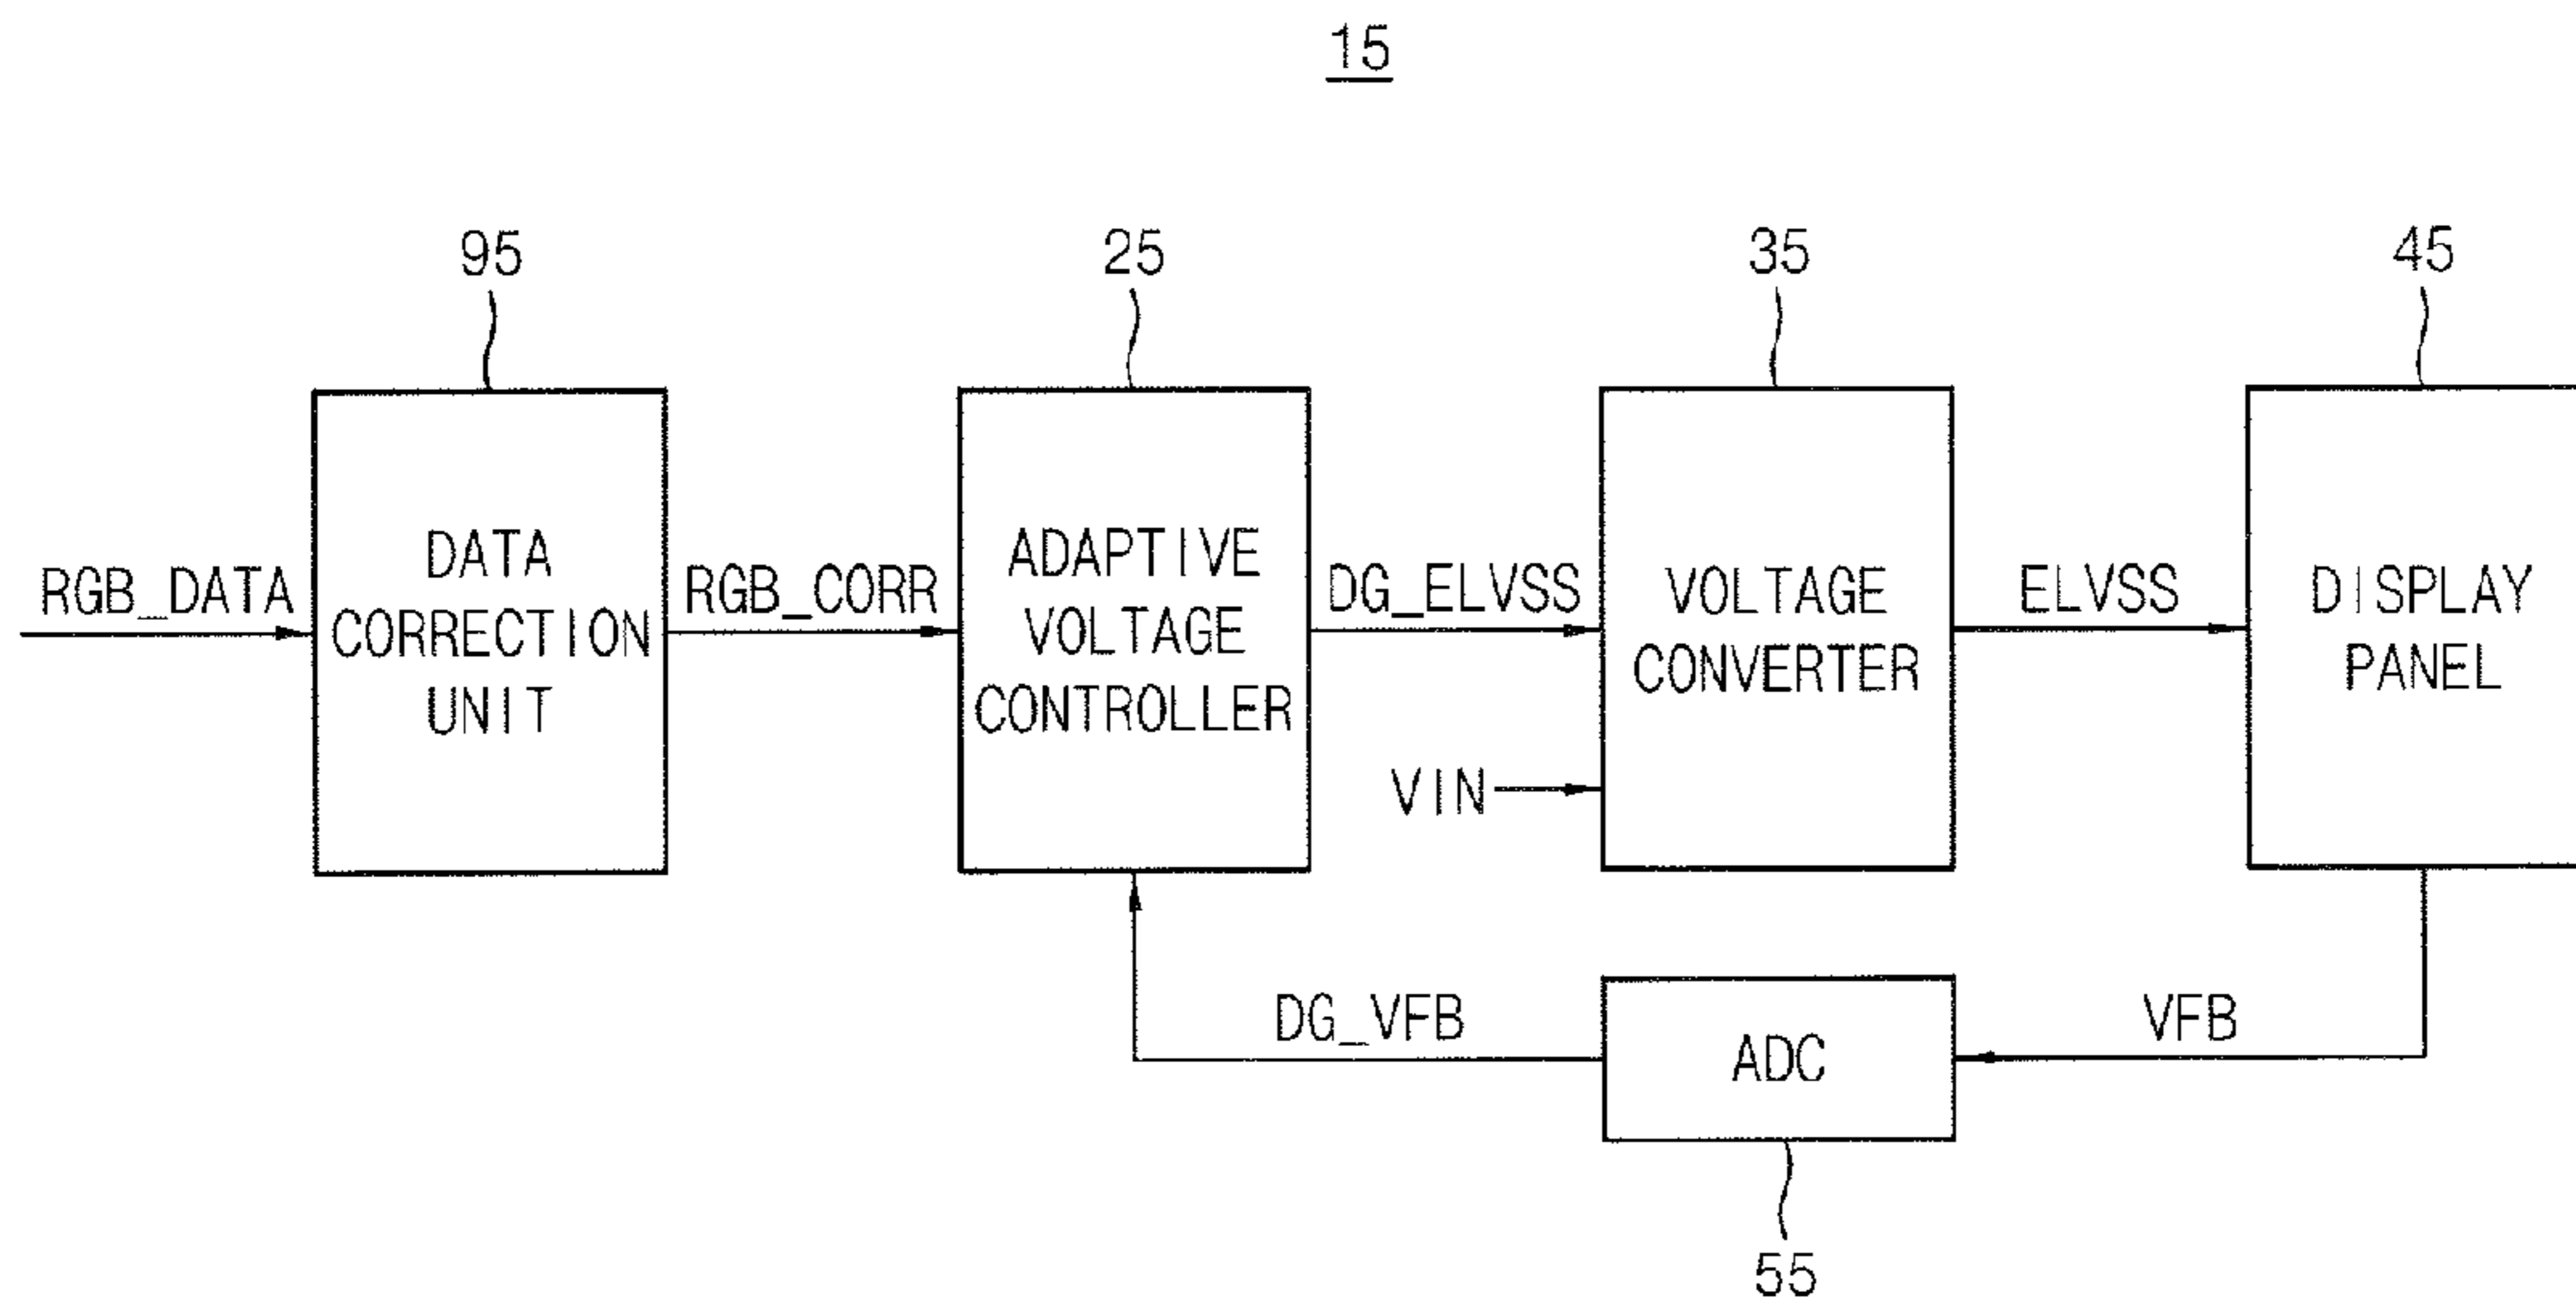 15
95
25
35
45
RGB_DATA
DATA
CORRECTION
UNIT
RGB_CORR
ADAPTIVE
VOLTAGE
CONTROLLER
DG_ELVSS
VIN
VOLTAGE
CONVERTER
ELVSS
DISPLAY
PANEL
DG_VFB
ADC
VFB
55